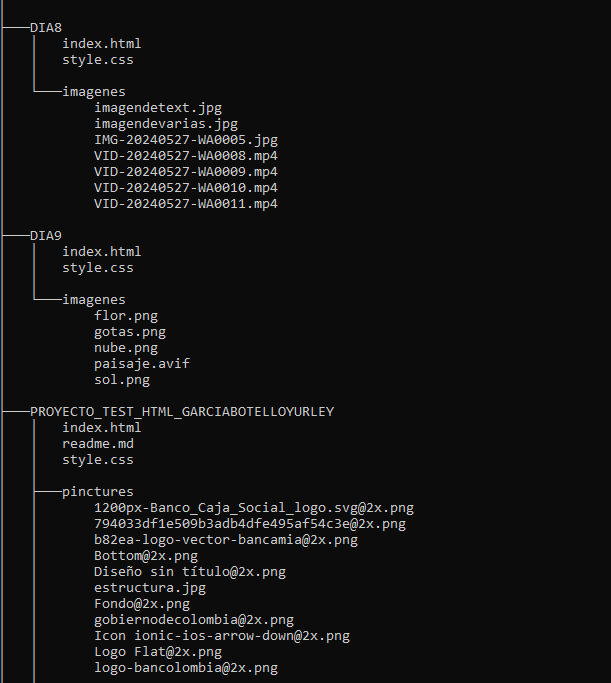 DIA8
index.html
style.css
imagenes
imagendetext.jpg
imagendevarias.jpg
IMG-20240527-WA0005.jpg
VID-20240527-WA0008.mp4
VID-20240527-WA0009.mp4
VID-20240527-WA0010.mp4
VID-20240527-WA0011.mp4
DIA9
index.html
style.css
imagenes
flor.png
gotas.png
nube.png
paisaje.avif
sol.png
PROYECTO_TEST_HTML_GARCIABOTELLOYURLEY
index.html
readme.md
style.css
pinctures
1200px-Banco_Caja_Social_logo.svg@2x.png
794033df1e509b3adb4dfe495af54c3e@2x.png
b82ea-logo-vector-bancamia@2x.png
Bottom@2x.png
Diseño sin título@2x.png
estructura.jpg
Fondo@2x.png
gobiernodecolombia@2x.png
Icon ionic-ios-arrow-down@2x.png
Logo Flat@2x.png
logo-bancolombia@2x.png